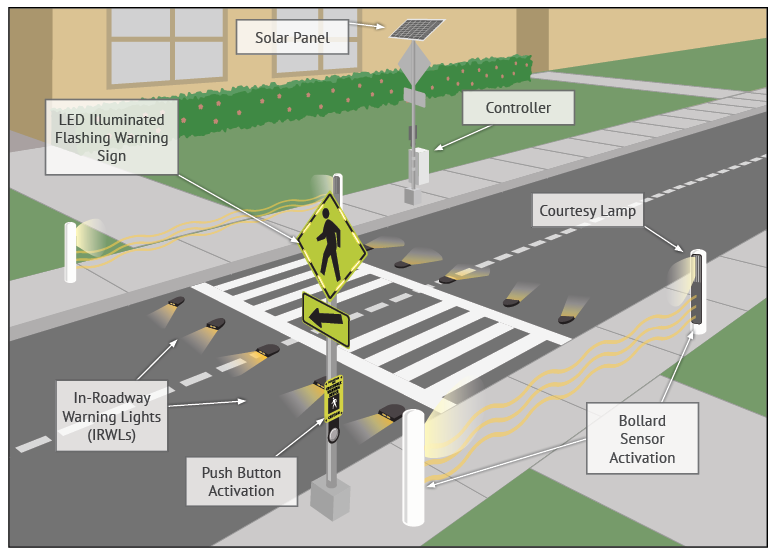 Solar Panel
LED Illuminated
Flashing Warning
Sign
Controller
Courtesy Lamp
In-Roadway
Warning Lights
(IRWLs)
Push Button
Activation
Bollard
Sensor
Activation